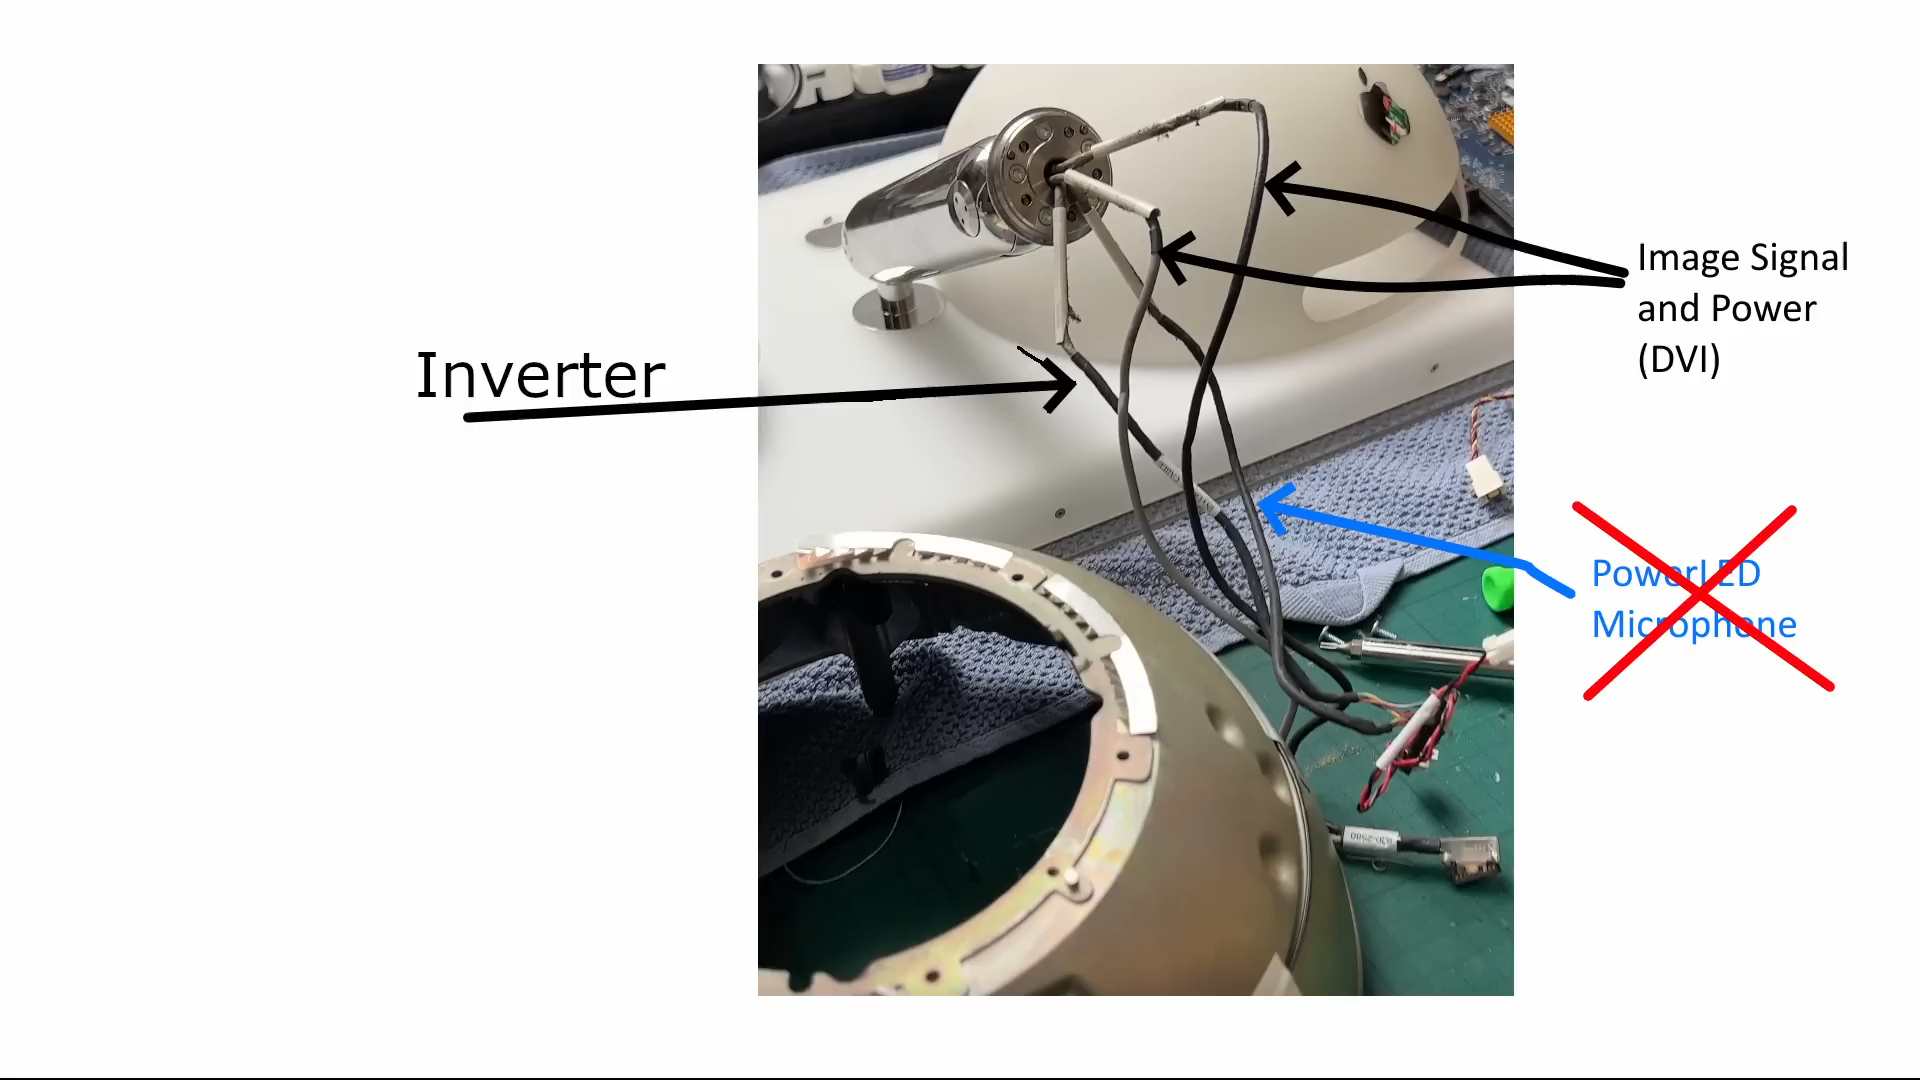 Inverter
Image Signal
and Power
(DVI)
PowerLED
Microphone